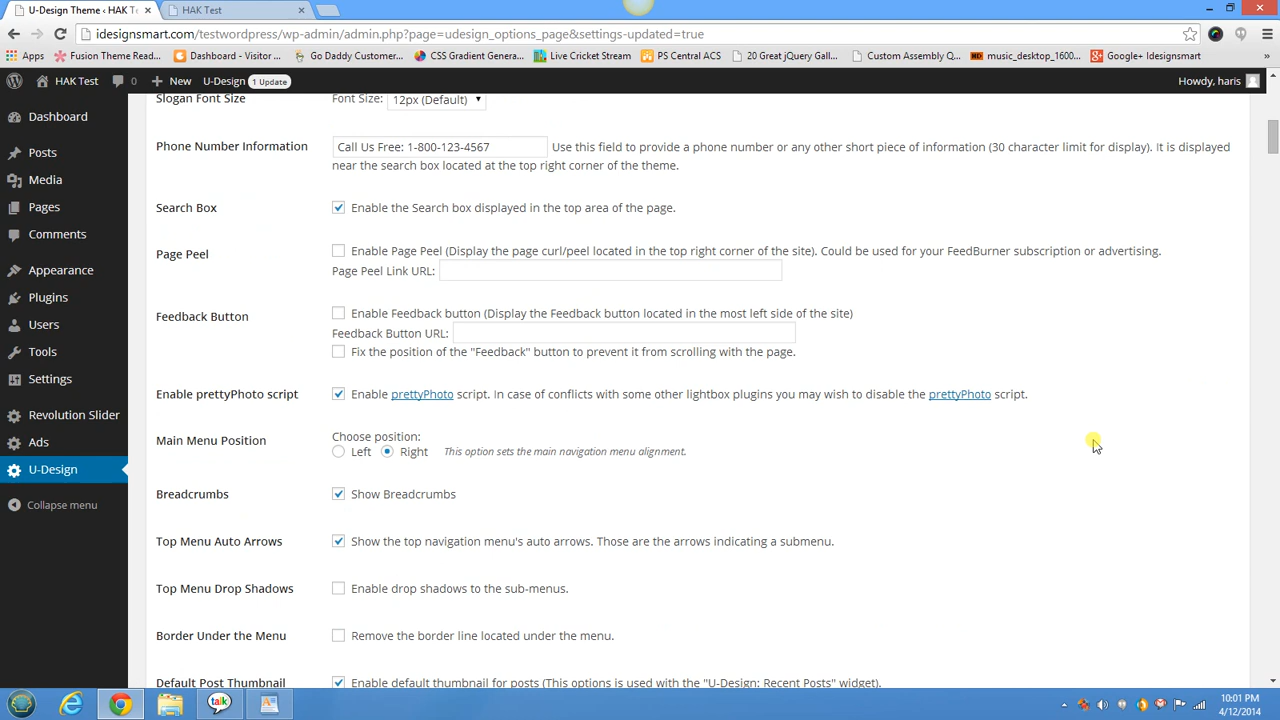 U-Design Theme ‹ HAK Te
HAK Test
idesignsmart.com/testwordpress/wp-admin/admin.php?page=udesign_options_page&settings-updated=true
Apps
Fusion Theme Read...
Dashboard - Visitor ...
Go Daddy Customer...
CSS Gradient Genera...
Live Cricket Stream
PS Central ACS
20 Great jQuery Gall...
Custom Assembly Q...
music_desktop_1600...
Google+ Idesignsmart
HAK Test
0
New
U-Design 1 Update
Howdy, haris
Dashboard
Posts
Media
Pages
Comments
Appearance
Plugins
Users
Tools
Settings
Revolution Slider
Ads
U-Design
Collapse menu
Slogan Font Size
Font Size: 12px (Default)
Phone Number Information
Call Us Free: 1-800-123-4567 Use this field to provide a phone number or any other short piece of information (30 character limit for display). It is displayed
near the search box located at the top right corner of the theme.
Search Box
Enable the Search box displayed in the top area of the page.
Page Peel
Enable Page Peel (Display the page curl/peel located in the top right corner of the site). Could be used for your FeedBurner subscription or advertising.
Page Peel Link URL:
Feedback Button
Enable Feedback button (Display the Feedback button located in the most left side of the site)
Feedback Button URL:
Fix the position of the "Feedback" button to prevent it from scrolling with the page.
Enable prettyPhoto script
Enable prettyPhoto script. In case of conflicts with some other lightbox plugins you may wish to disable the prettyPhoto script.
Main Menu Position
Choose position:
Left Right This option sets the main navigation menu alignment.
Breadcrumbs
Show Breadcrumbs
Top Menu Auto Arrows
Show the top navigation menu's auto arrows. Those are the arrows indicating a submenu.
Top Menu Drop Shadows
Enable drop shadows to the sub-menus.
Border Under the Menu
Remove the border line located under the menu.
Default Post Thumbnail
Enable default thumbnail for posts (This options is used with the "U-Design: Recent Posts" widget).
talk
10:01 PM
4/12/2014